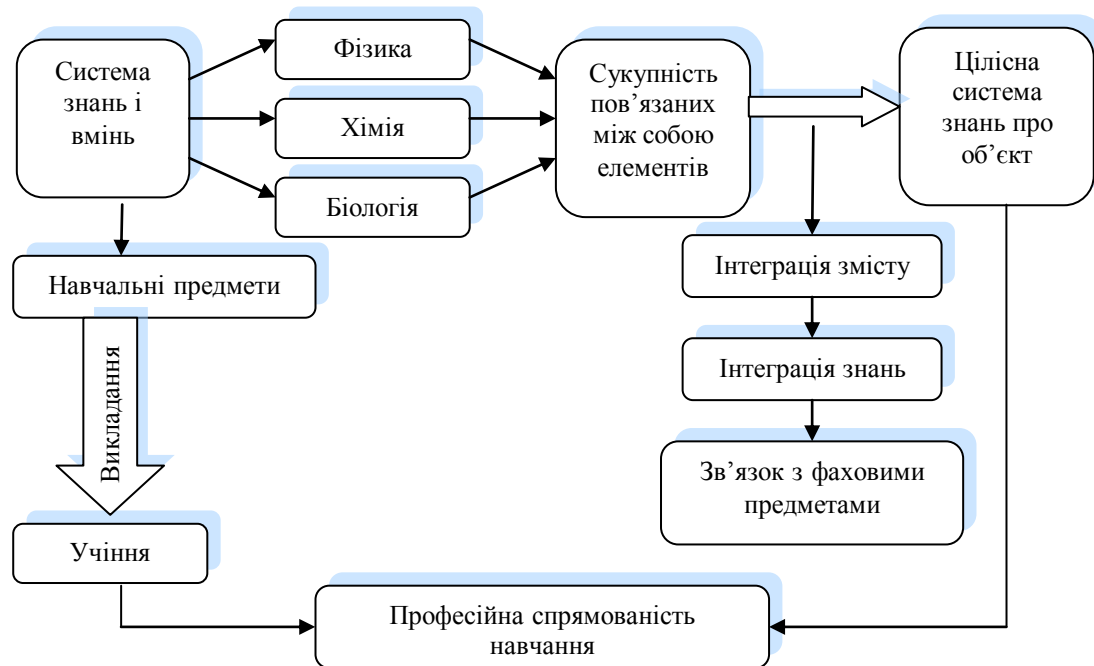 Система
знань і
вмінь
Фізика
Хімія
Біологія
Сукупність
пов’язаних
між собою
елементів
Цілісна
система
знань про
об’єкт
Навчальні предмети
Викладання
Учіння
Інтеграція змісту
Інтеграція знань
Зв’язок з фаховими
предметами
Професійна спрямованість
навчання